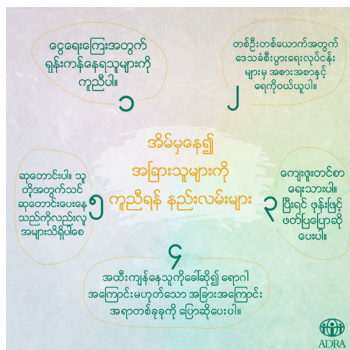 အိမ်မှနေ၍
အခြားသူများကို
ကူညီရန် နည်းလမ်းများ
၁
ငွေရေးကြေးအတွက်
ရုန်းကန်နေရသူများကို
ကူညီပါ။
၂
တစ်ဦးတစ်ယောက်အတွက်
ဒေသခံစီးပွားရေးလုပ်ငန်း
များမှ အစားအစာနှင့်
ရေကိုဝယ်ယူပါ။
၃
ကျေးဇူးတင်စာ
ရေးသားပါ။
ပြီးရင် ဖုန်းဖြင့်
ဖတ်ပြပြောဆို
ပေးပါ။
၄
အထီးကျန်နေသူကိုခေါ်ဆို၍ ရောဂါ
အကြောင်းမဟုတ်သော အခြားအကြောင်း
အရာတစ်ခုခုကို ပြောဆိုပေးပါ။
၅
ဆုတောင်းပါ။ သူ
တို့အတွက်သင်
ဆုတောင်းပေးနေ
သည်ကိုလည်းလူ
အများသိရှိပါစေ
ADRA